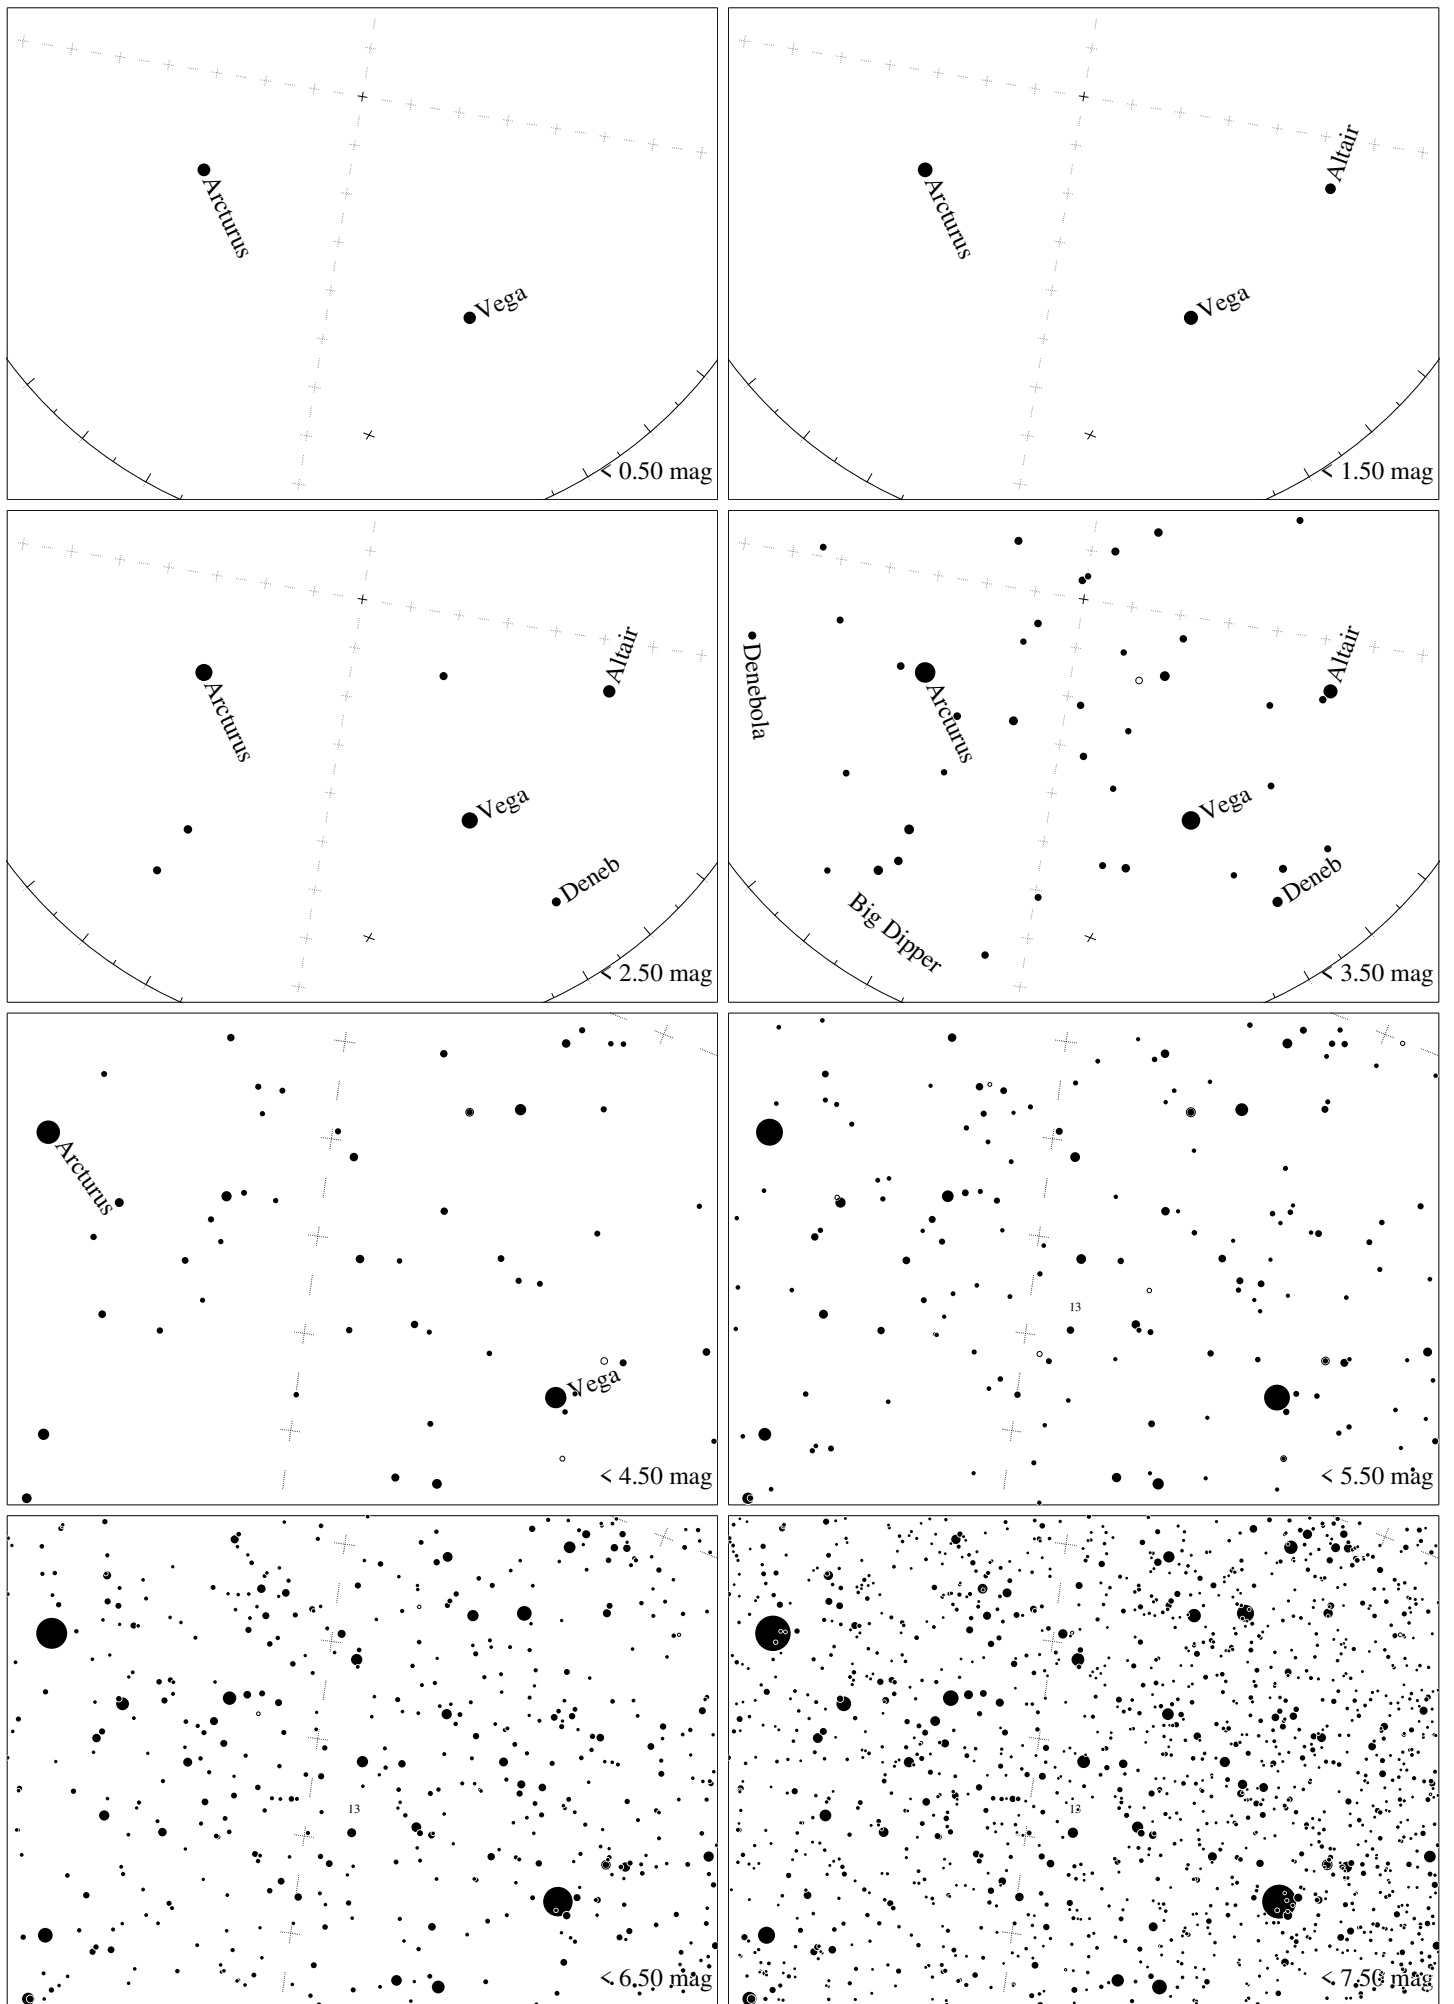 Arcturus
Vega
< 0.50 mag
Altair
Arcturus
Vega
< 1.50 mag
Altair
Arcturus
Vega
Deneb
< 2.50 mag
Altair
Denebola
Arcturus
Vega
Deneb
Big Dipper
< 3.50 mag
Arcturus
Vega
< 4.50 mag
13
< 5.50 mag
13
< 6.50 mag
13
< 7.50 mag